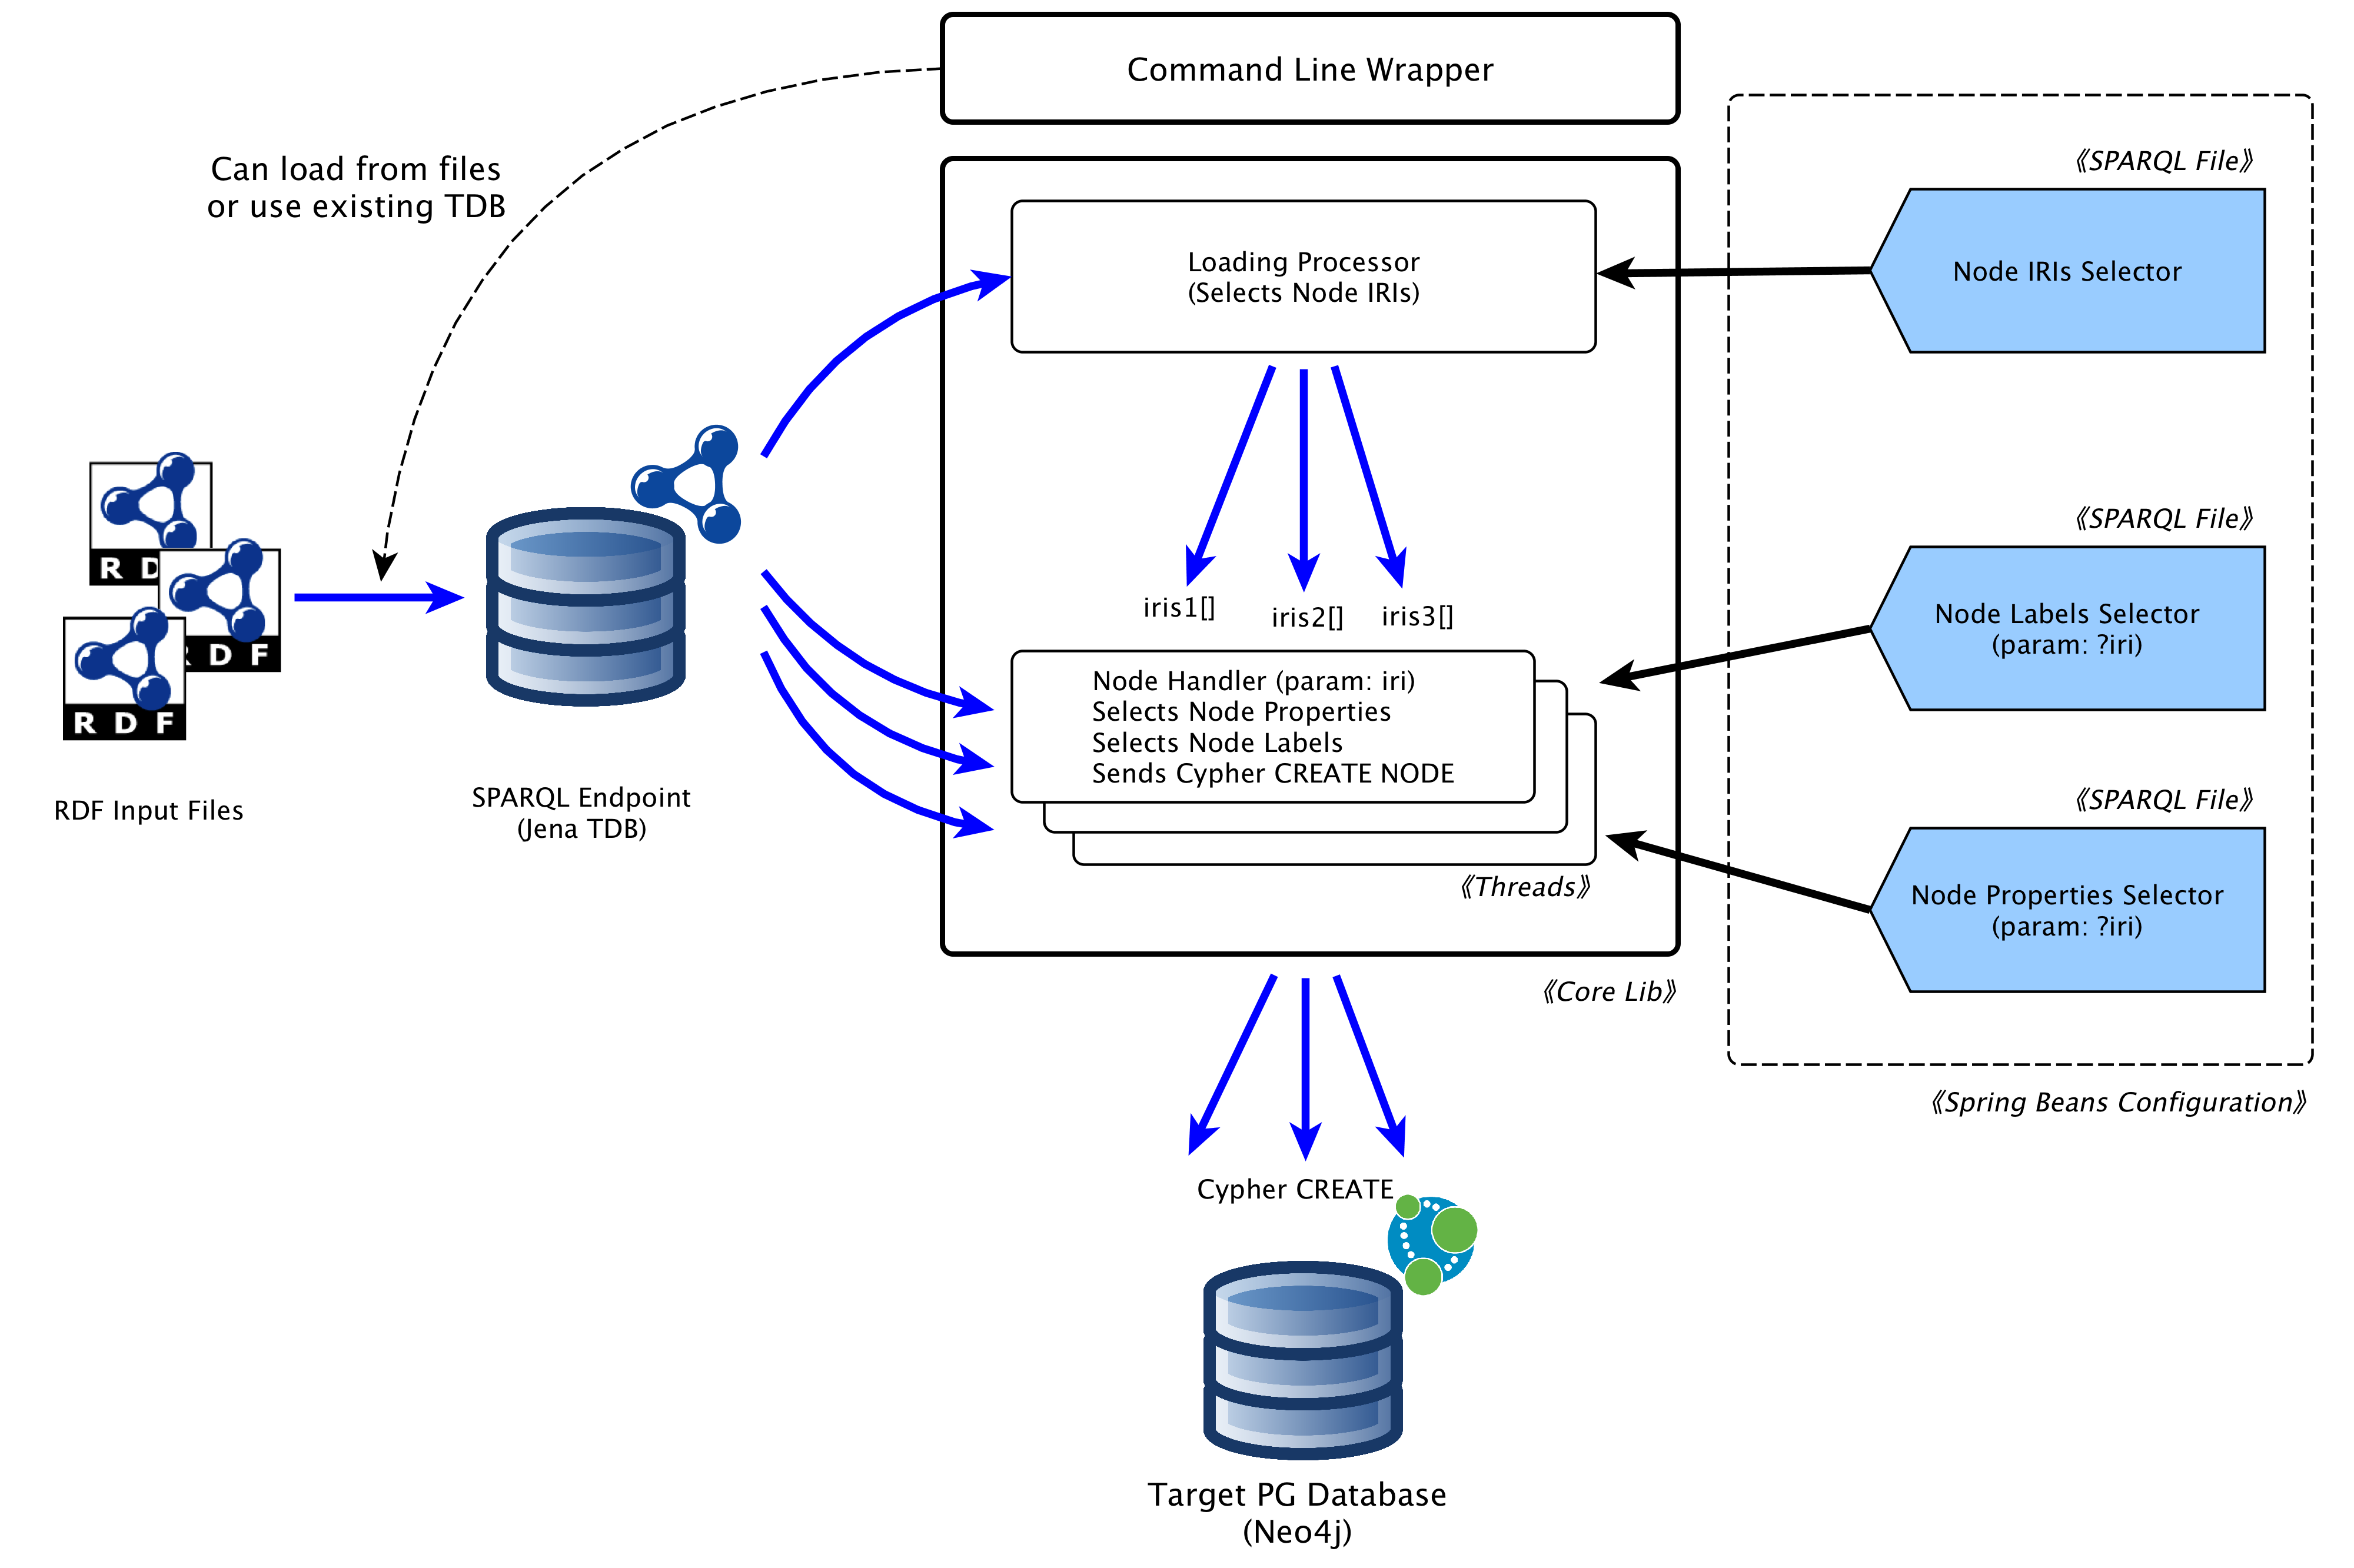 Command Line Wrapper
Can load from files
or use existing TDB
《SPARQL File》
Node IRIs Selector
Loading Processor
(Selects Node IRIs)
iris1[]
iris2[]
iris3[]
《SPARQL File》
Node Labels Selector
(param: ?iri)
R D
R D F
R D F
RDF Input Files
SPARQL Endpoint
(Jena TDB)
Node Handler (param: iri)
Selects Node Properties
Selects Node Labels
Sends Cypher CREATE NODE
《Threads》
《SPARQL File》
Node Properties Selector
(param: ?iri)
《Core Lib》
《Spring Beans Configuration》
Cypher CREATE
Target PG Database
(Neo4j)